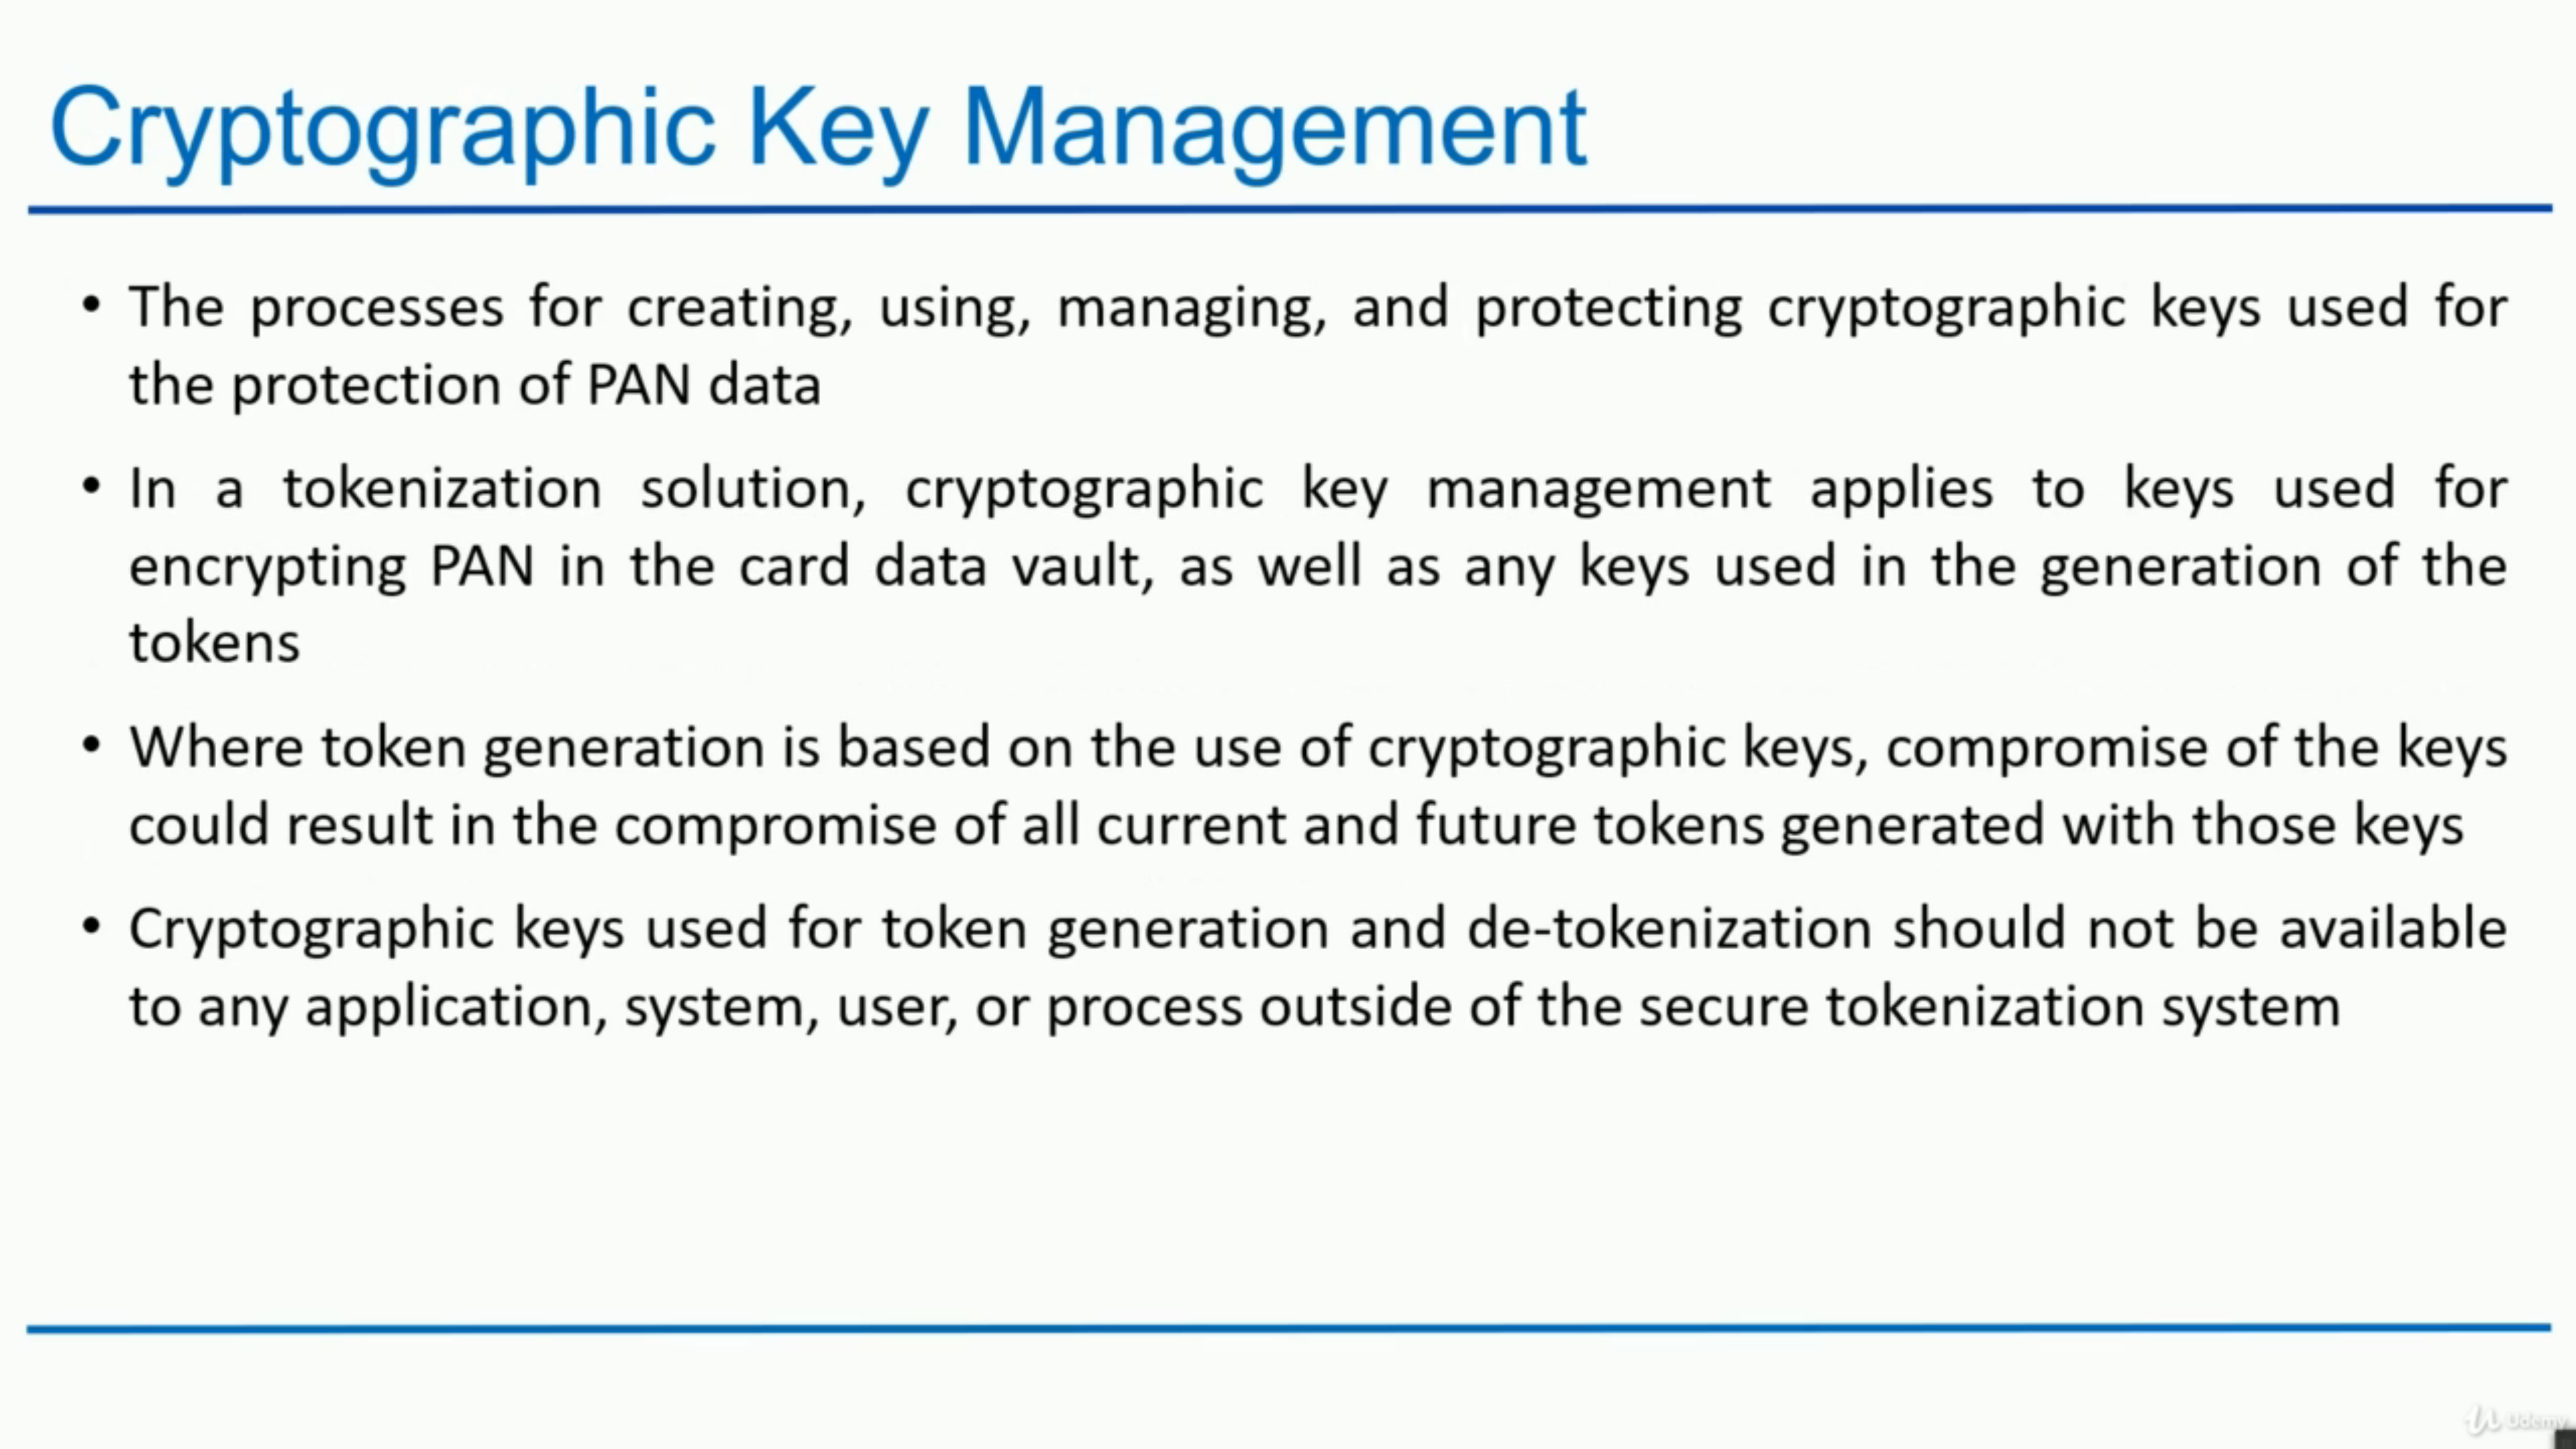 Cryptographic Key Management
• The processes for creating, using, managing, and protecting cryptographic keys used for
the protection of PAN data
• In a tokenization solution, cryptographic key management applies to keys used for
encrypting PAN in the card data vault, as well as any keys used in the generation of the
tokens
• Where token generation is based on the use of cryptographic keys, compromise of the keys
could result in the compromise of all current and future tokens generated with those keys
• Cryptographic keys used for token generation and de-tokenization should not be available
to any application, system, user, or process outside of the secure tokenization system
Udemy